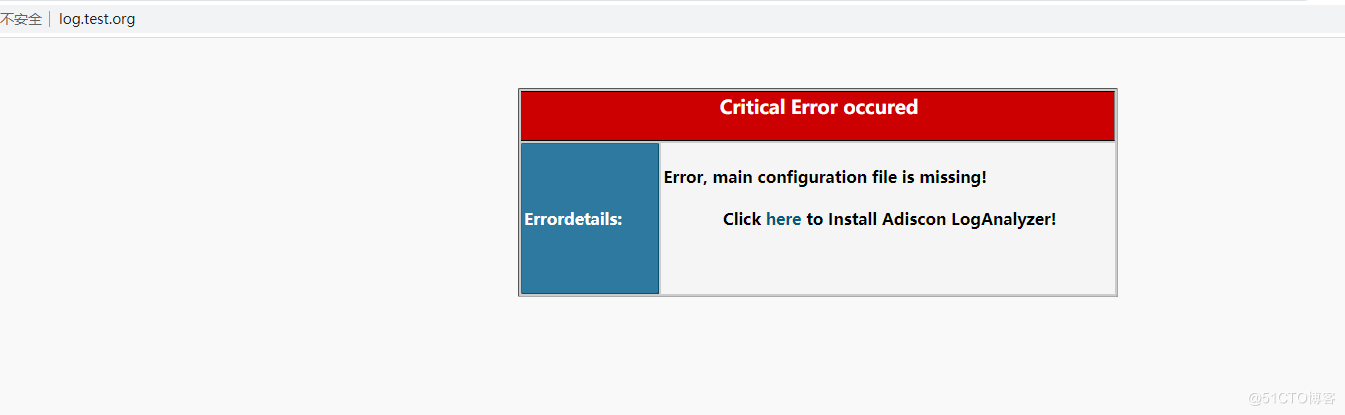 不安全 log.test.org
Critical Error occured
Error, main configuration file is missing!
Errordetails:
Click here to Install Adiscon LogAnalyzer!
@51CTO博客